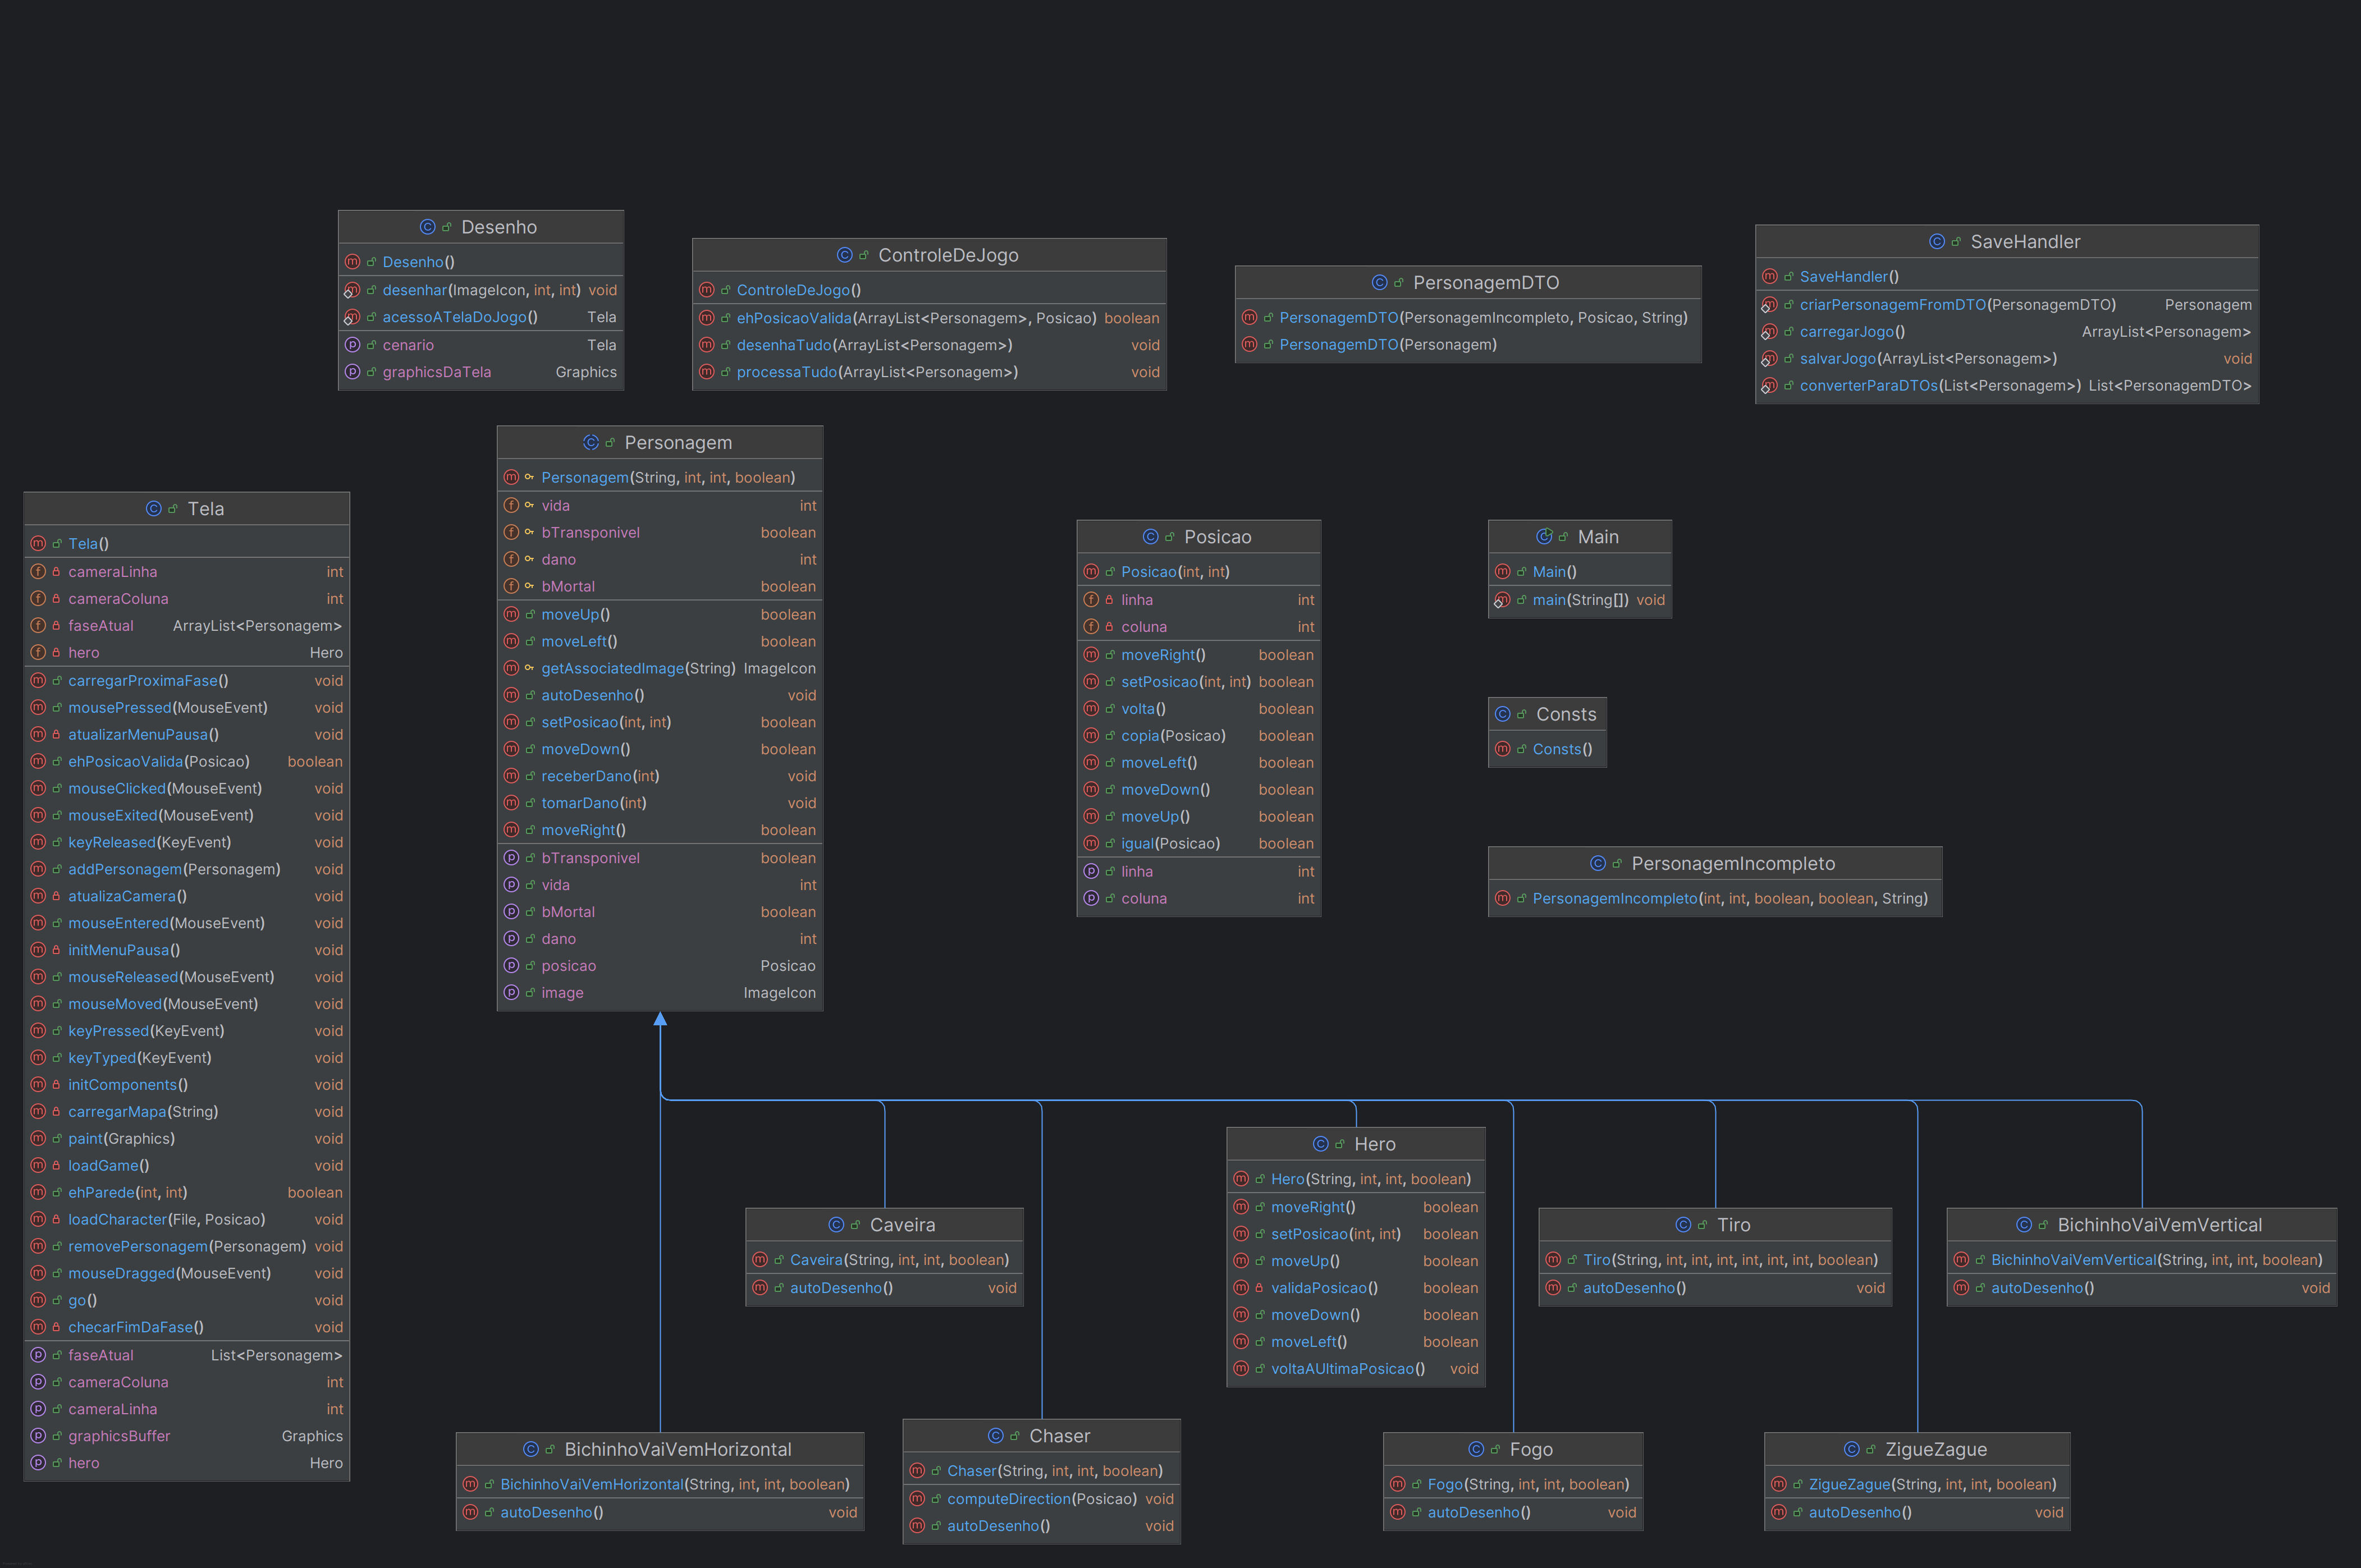 Desenho
Desenho()
desenhar(ImageIcon, int, int) void
acessoATelaDoJogo() Tela
cenario Tela
graphicsDaTela Graphics
ControleDeJogo
ControleDeJogo()
ehPosicaoValida(ArrayList<Personagem>, Posicao) boolean
desenhaTudo(ArrayList<Personagem>) void
processaTudo(ArrayList<Personagem>) void
PersonagemDTO
PersonagemDTO(PersonagemIncompleto, Posicao, String)
PersonagemDTO(Personagem)
SaveHandler
SaveHandler()
criarPersonagemFromDTO(PersonagemDTO) Personagem
carregarJogo() ArrayList<Personagem>
salvarJogo(ArrayList<Personagem>) void
converterParaDTOs(List<Personagem>) List<PersonagemDTO>
Tela
Tela()
cameraLinha int
cameraColuna int
faseAtual ArrayList<Personagem>
hero Hero
carregarProximaFase() void
mousePressed(MouseEvent) void
atualizarMenuPausa() void
ehPosicaoValida(Posicao) boolean
mouseClicked(MouseEvent) void
mouseExited(MouseEvent) void
keyReleased(KeyEvent) void
addPersonagem(Personagem) void
atualizaCamera() void
mouseEntered(MouseEvent) void
initMenuPausa() void
mouseReleased(MouseEvent) void
mouseMoved(MouseEvent) void
keyPressed(KeyEvent) void
keyTyped(KeyEvent) void
initComponents() void
carregarMapa(String) void
paint(Graphics) void
loadGame() void
ehParede(int, int) boolean
loadCharacter(File, Posicao) void
removePersonagem(Personagem) void
mouseDragged(MouseEvent) void
go() void
checarFimDaFase() void
faseAtual List<Personagem>
cameraColuna int
cameraLinha int
graphicsBuffer Graphics
hero Hero
Personagem
Personagem(String, int, int, boolean)
vida int
bTransponivel boolean
dano int
bMortal boolean
moveUp() boolean
moveLeft() boolean
getAssociatedImage(String) ImageIcon
autoDesenho() void
setPosicao(int, int) boolean
moveDown() boolean
receberDano(int) void
tomarDano(int) void
moveRight() boolean
bTransponivel boolean
vida int
bMortal boolean
dano int
posicao Posicao
image ImageIcon
Posicao
Posicao(int, int)
linha int
coluna int
moveRight() boolean
setPosicao(int, int) boolean
volta() boolean
copia(Posicao) boolean
moveLeft() boolean
moveDown() boolean
moveUp() boolean
igual(Posicao) boolean
linha int
coluna int
Main
Main()
main(String[]) void
Consts
Consts()
PersonagemIncompleto
PersonagemIncompleto(int, int, boolean, boolean, String)
Caveira
Caveira(String, int, int, boolean)
autoDesenho() void
Hero
Hero(String, int, int, boolean)
moveRight() boolean
setPosicao(int, int) boolean
moveUp() boolean
validaPosicao() boolean
moveDown() boolean
moveLeft() boolean
voltaAUltimaPosicao() void
Tiro
Tiro(String, int, int, int, int, int, boolean)
autoDesenho() void
BichinhoVaiVemVertical
BichinhoVaiVemVertical(String, int, int, boolean)
autoDesenho() void
BichinhoVaiVemHorizontal
BichinhoVaiVemHorizontal(String, int, int, boolean)
autoDesenho() void
Chaser
Chaser(String, int, int, boolean)
computeDirection(Posicao) void
autoDesenho() void
Fogo
Fogo(String, int, int, boolean)
autoDesenho() void
ZigueZague
ZigueZague(String, int, int, boolean)
autoDesenho() void